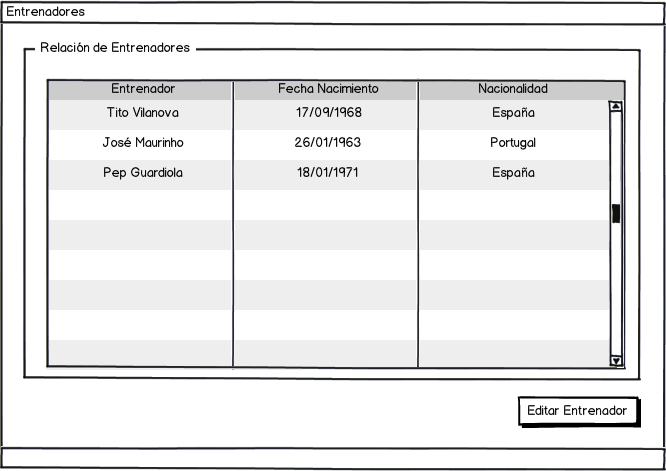 Entrenadores
Relación de Entrenadores
Entrenador Fecha Nacimiento Nacionalidad
Tito Vilanova 17/09/1968 España
José Maurinho 26/01/1963 Portugal
Pep Guardiola 18/01/1971 España
Editar Entrenador